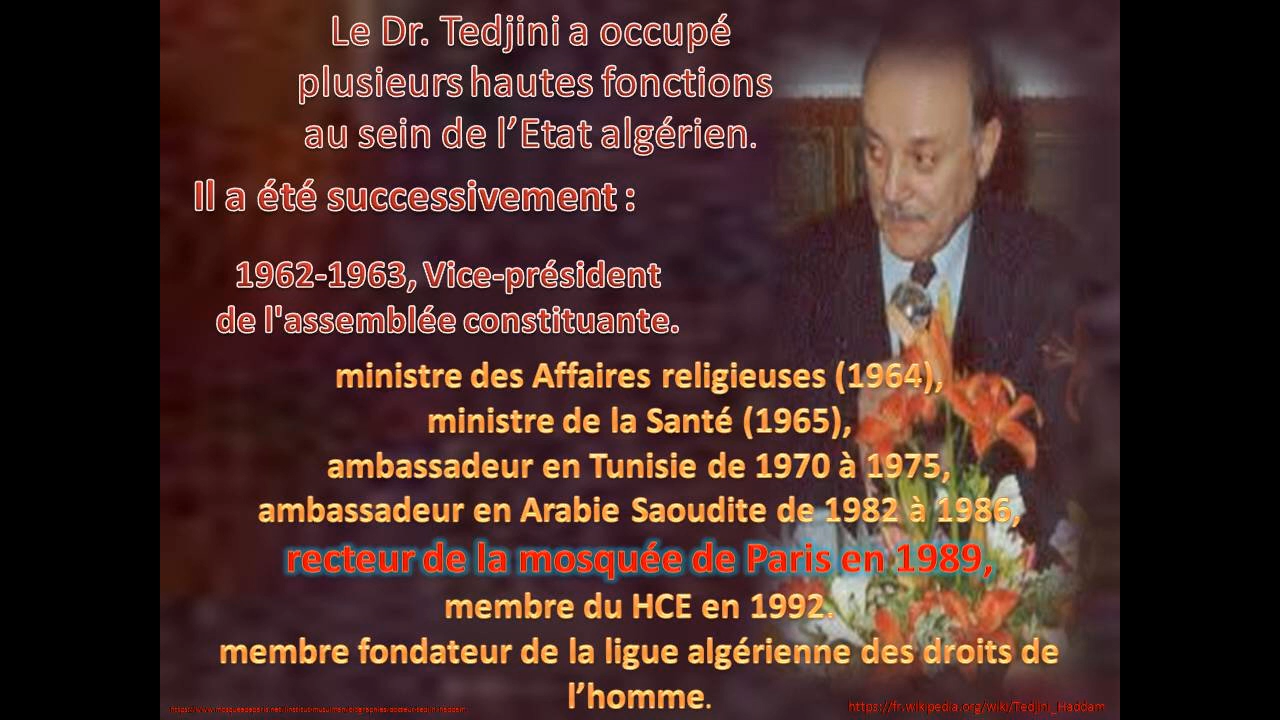 Le Dr. Tedjini a occupé
plusieurs hautes fonctions
au sein de l’Etat algérien.
Il a été successivement :
1962-1963, Vice-président
de l'assemblée constituante.
ministre des Affaires religieuses (1964),
ministre de la Santé (1965),
ambassadeur en Tunisie de 1970 à 1975,
ambassadeur en Arabie Saoudite de 1982 à 1986,
recteur de la mosquée de Paris en 1989,
membre du HCE en 1992.
membre fondateur de la ligue algérienne des droits de
l’homme.
https://fr.wikipedia.org/wiki/Tedjini_Haddam